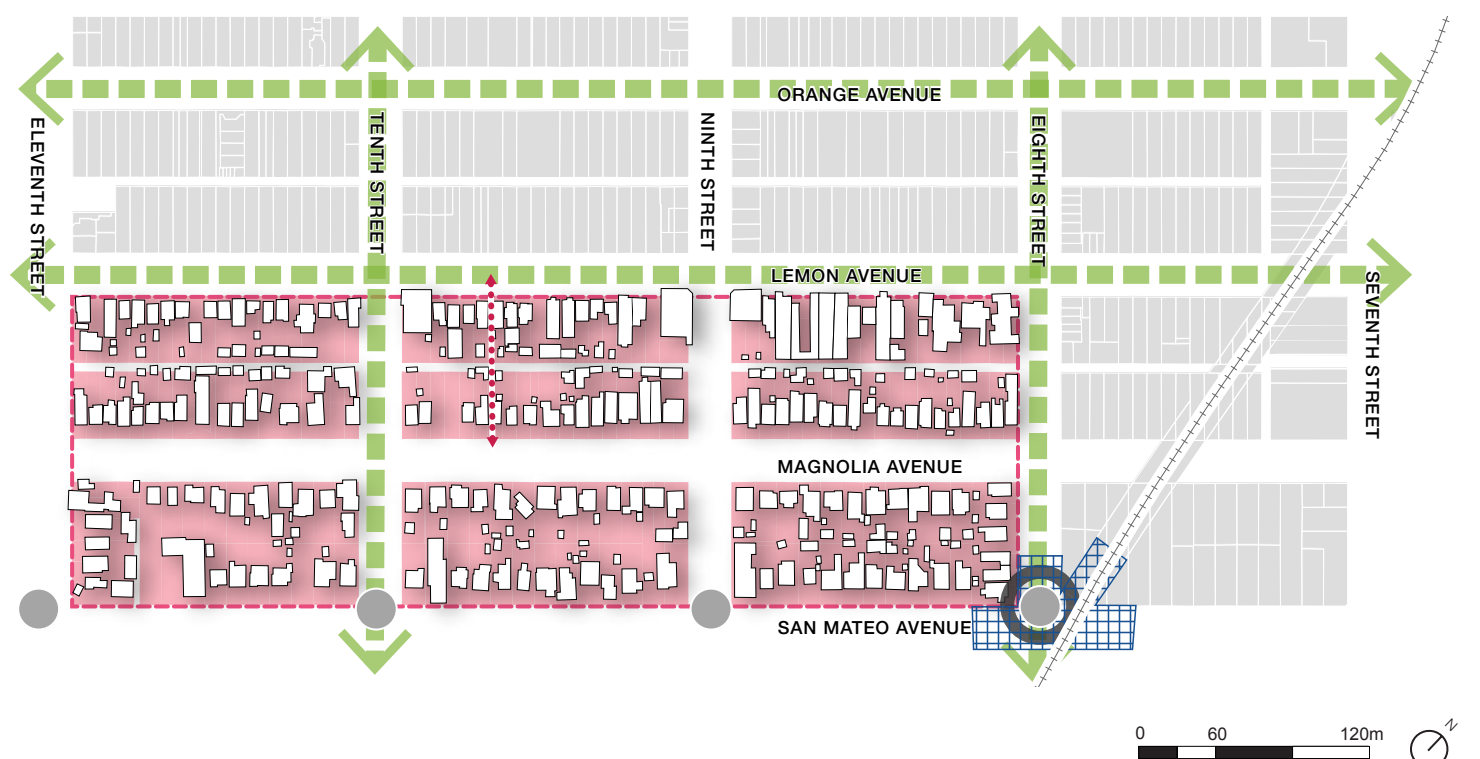 ORANGE AVENUE
ELEVENTH STREET
TENTH STREET
NINTH STREET
EIGHTH STREET
LEMON AVENUE
SEVENTH STREET
MAGNOLIA AVENUE
SAN MATEO AVENUE
0 60 120m
N